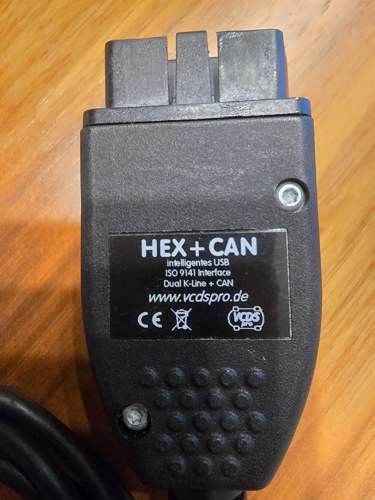 HEX+CAN
intelligentes USB
ISO 9141 Interface
Dual K-Line + CAN
www.vcdspro.de
CE
VCDS
pro